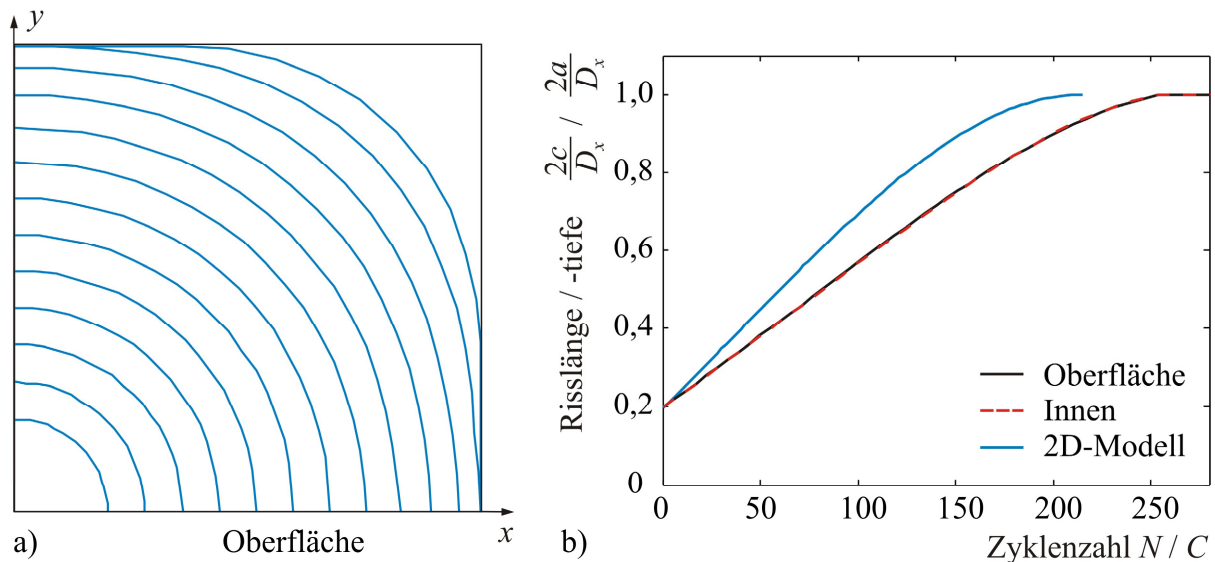 y
x
a)
Oberfläche
b)
Risslänge / -tiefe 2c/D_x / 2a/D_x
1,0
0,8
0,6
0,4
0,2
0
0 50 100 150 200 250
Oberfläche
Innen
2D-Modell
Zyklenzahl N / C